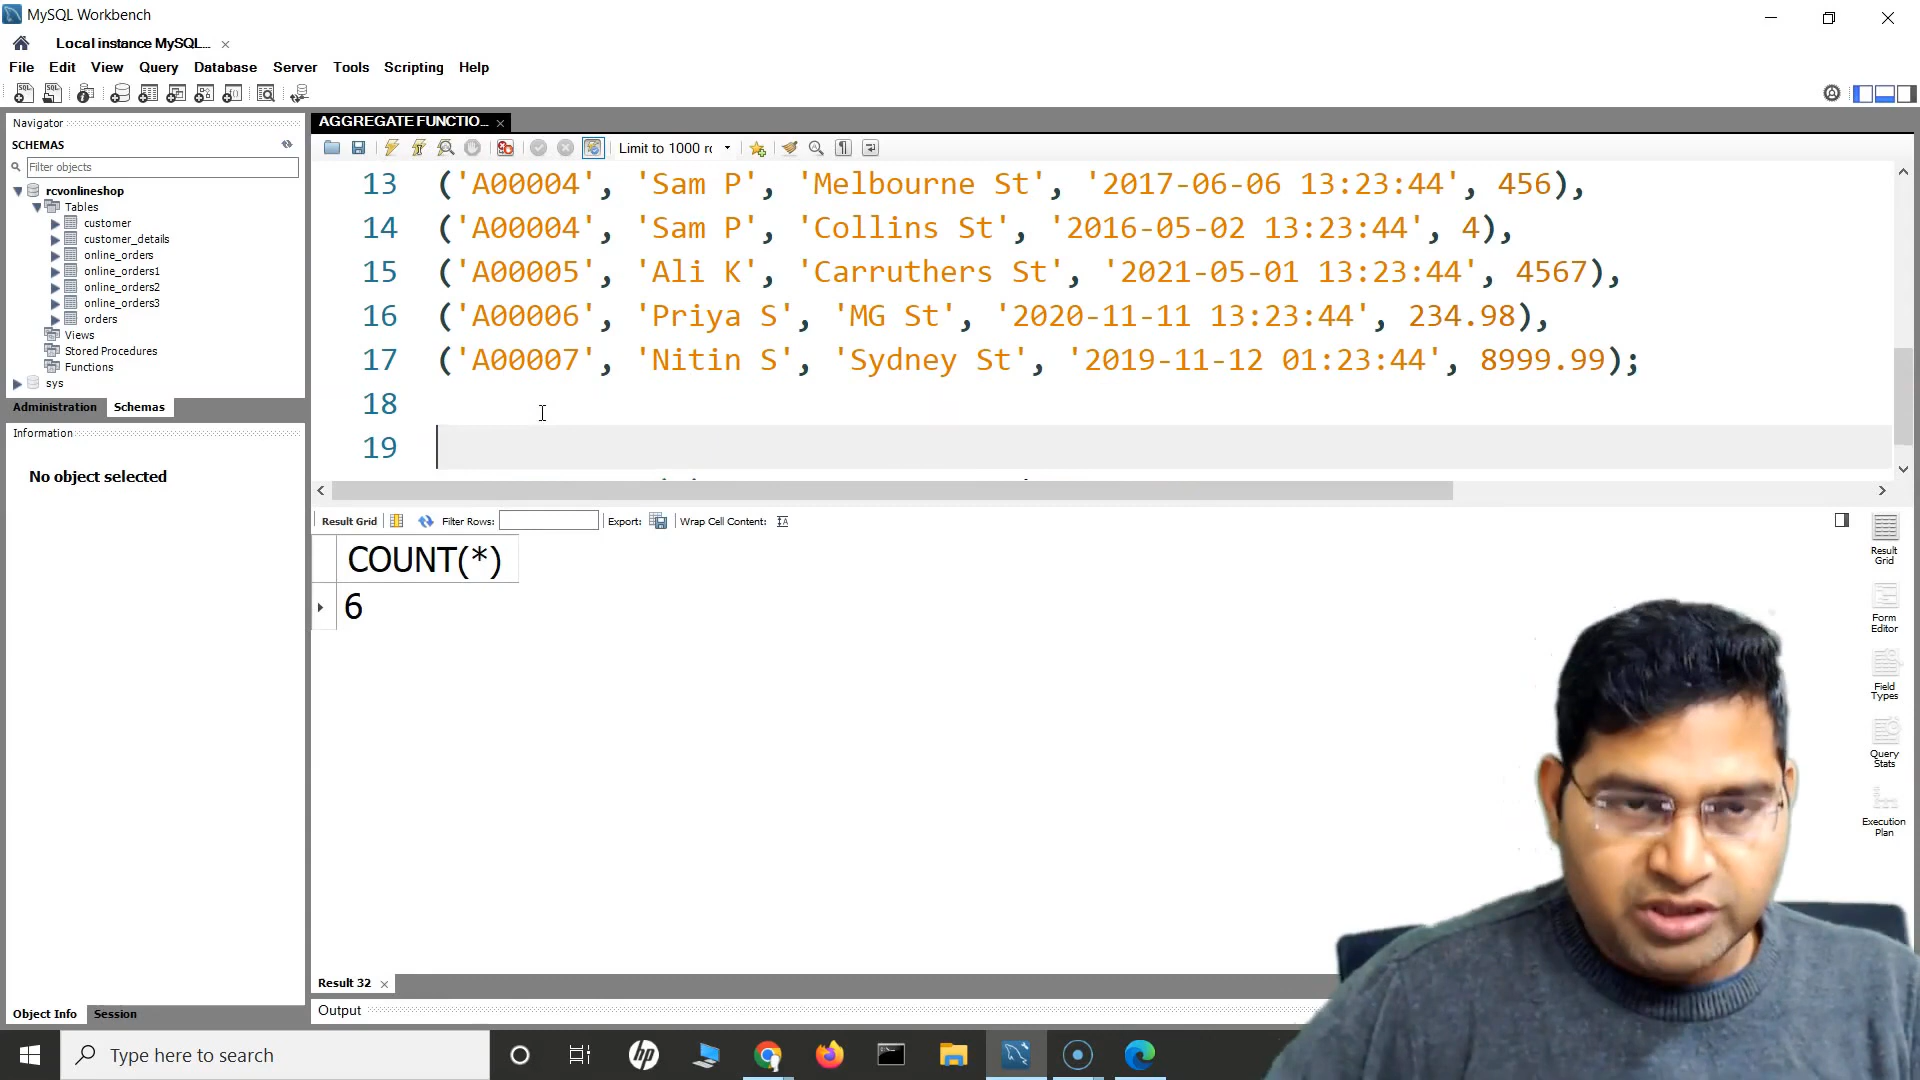 MySQL Workbench
Local instance MySQL...
File Edit View Query Database Server Tools Scripting Help
Navigator
SCHEMAS
Filter objects
rcvonlineshop
Tables
customer
customer_details
online_orders
online_orders1
online_orders2
online_orders3
orders
Views
Stored Procedures
Functions
sys
Administration Schemas
Information
No object selected
Object Info Session
AGGREGATE FUNCTIO...
Limit to 1000 rc
13 ('A00004', 'Sam P', 'Melbourne St', '2017-06-06 13:23:44', 456),
14 ('A00004', 'Sam P', 'Collins St', '2016-05-02 13:23:44', 4),
15 ('A00005', 'Ali K', 'Carruthers St', '2021-05-01 13:23:44', 4567),
16 ('A00006', 'Priya S', 'MG St', '2020-11-11 13:23:44', 234.98),
17 ('A00007', 'Nitin S', 'Sydney St', '2019-11-12 01:23:44', 8999.99);
18
19
Result Grid Filter Rows: Export: Wrap Cell Content: IA
COUNT(*)
6
Result Grid
Form Editor
Field Types
Query Stats
Execution Plan
Result 32
Output
Type here to search
hp